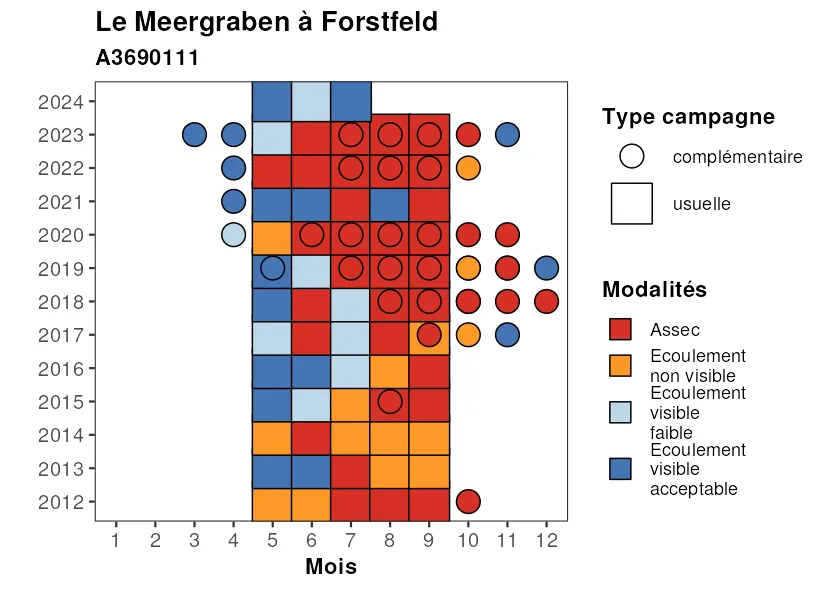 Le Meergraben à Forstfeld
A3690111
2024
2023
2022
2021
2020
2019
2018
2017
2016
2015
2014
2013
2012
1 2 3 4 5 6 7 8 9 10 11 12
Mois
Type campagne
complémentaire
usuelle
Modalités
Assec
Ecoulement
non visible
Ecoulement
visible
faible
Ecoulement
visible
acceptable